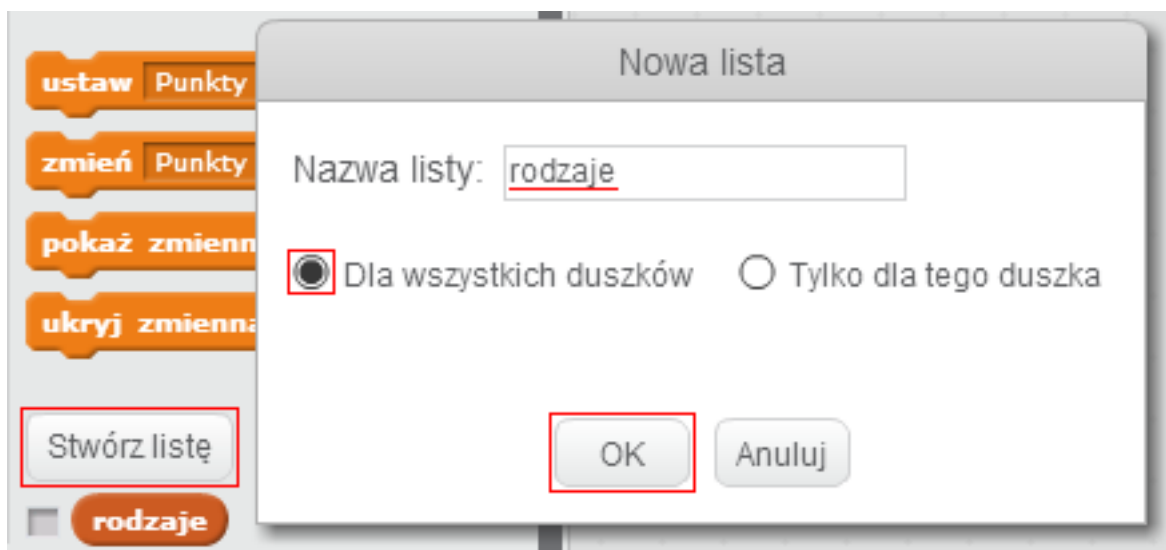 ustaw Punkty
zmień Punkty
pokaż zmienn
ukryj zmienną
Stwórz listę
rodzaje
Nowa lista
Nazwa listy: rodzaje
Dla wszystkich duszków Tylko dla tego duszka
OK Anuluj